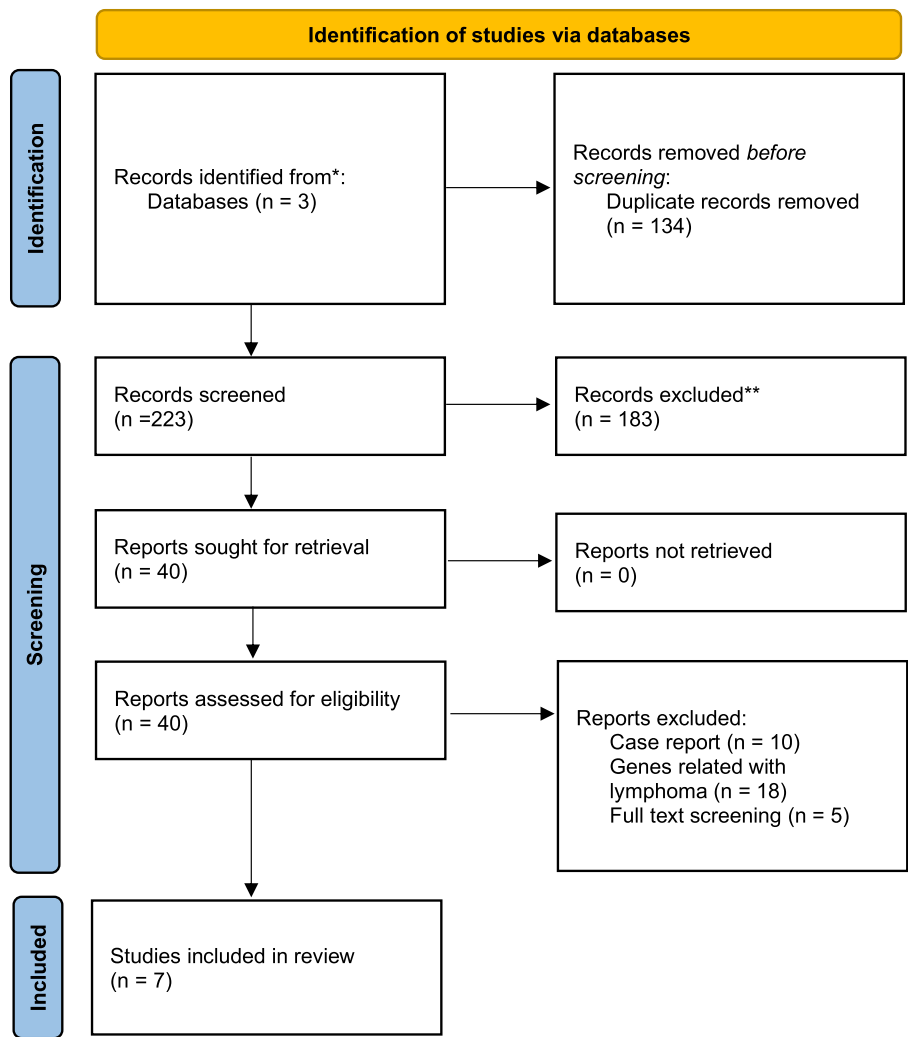 Identification of studies via databases
Identification
Records identified from*:
Databases (n = 3)
Records removed before
screening:
Duplicate records removed
(n = 134)
Screening
Records screened
(n =223)
Records excluded**
(n = 183)
Reports sought for retrieval
(n = 40)
Reports not retrieved
(n = 0)
Reports assessed for eligibility
(n = 40)
Reports excluded:
Case report (n = 10)
Genes related with
lymphoma (n = 18)
Full text screening (n = 5)
Included
Studies included in review
(n = 7)